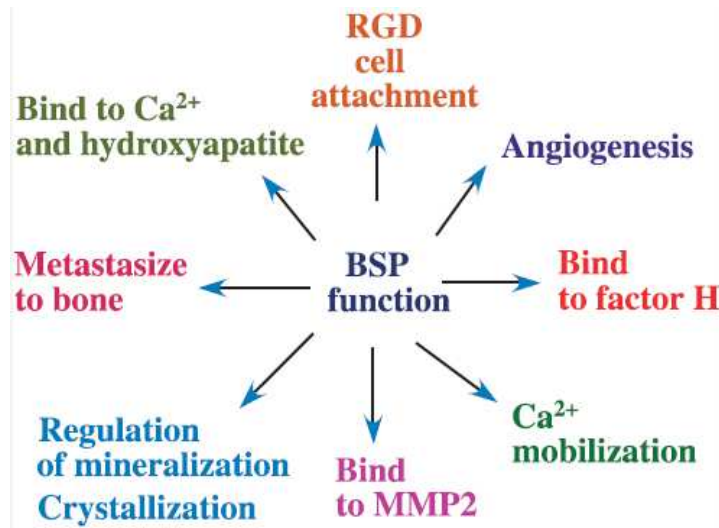 RGD
cell
attachment
Bind to Ca²⁺
and hydroxyapatite
Angiogenesis
Metastasize
to bone
BSP
function
Bind
to factor H
Regulation
of mineralization
Crystallization
Bind
to MMP2
Ca²⁺
mobilization